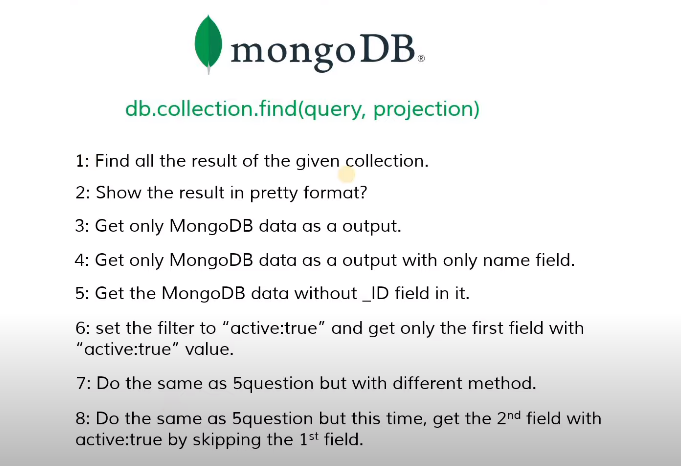 mongoDB®
db.collection.find(query, projection)
1: Find all the result of the given collection.
2: Show the result in pretty format?
3: Get only MongoDB data as a output.
4: Get only MongoDB data as a output with only name field.
5: Get the MongoDB data without _ID field in it.
6: set the filter to “active:true” and get only the first field with
“active:true” value.
7: Do the same as 5question but with different method.
8: Do the same as 5question but this time, get the 2nd field with
active:true by skipping the 1st field.